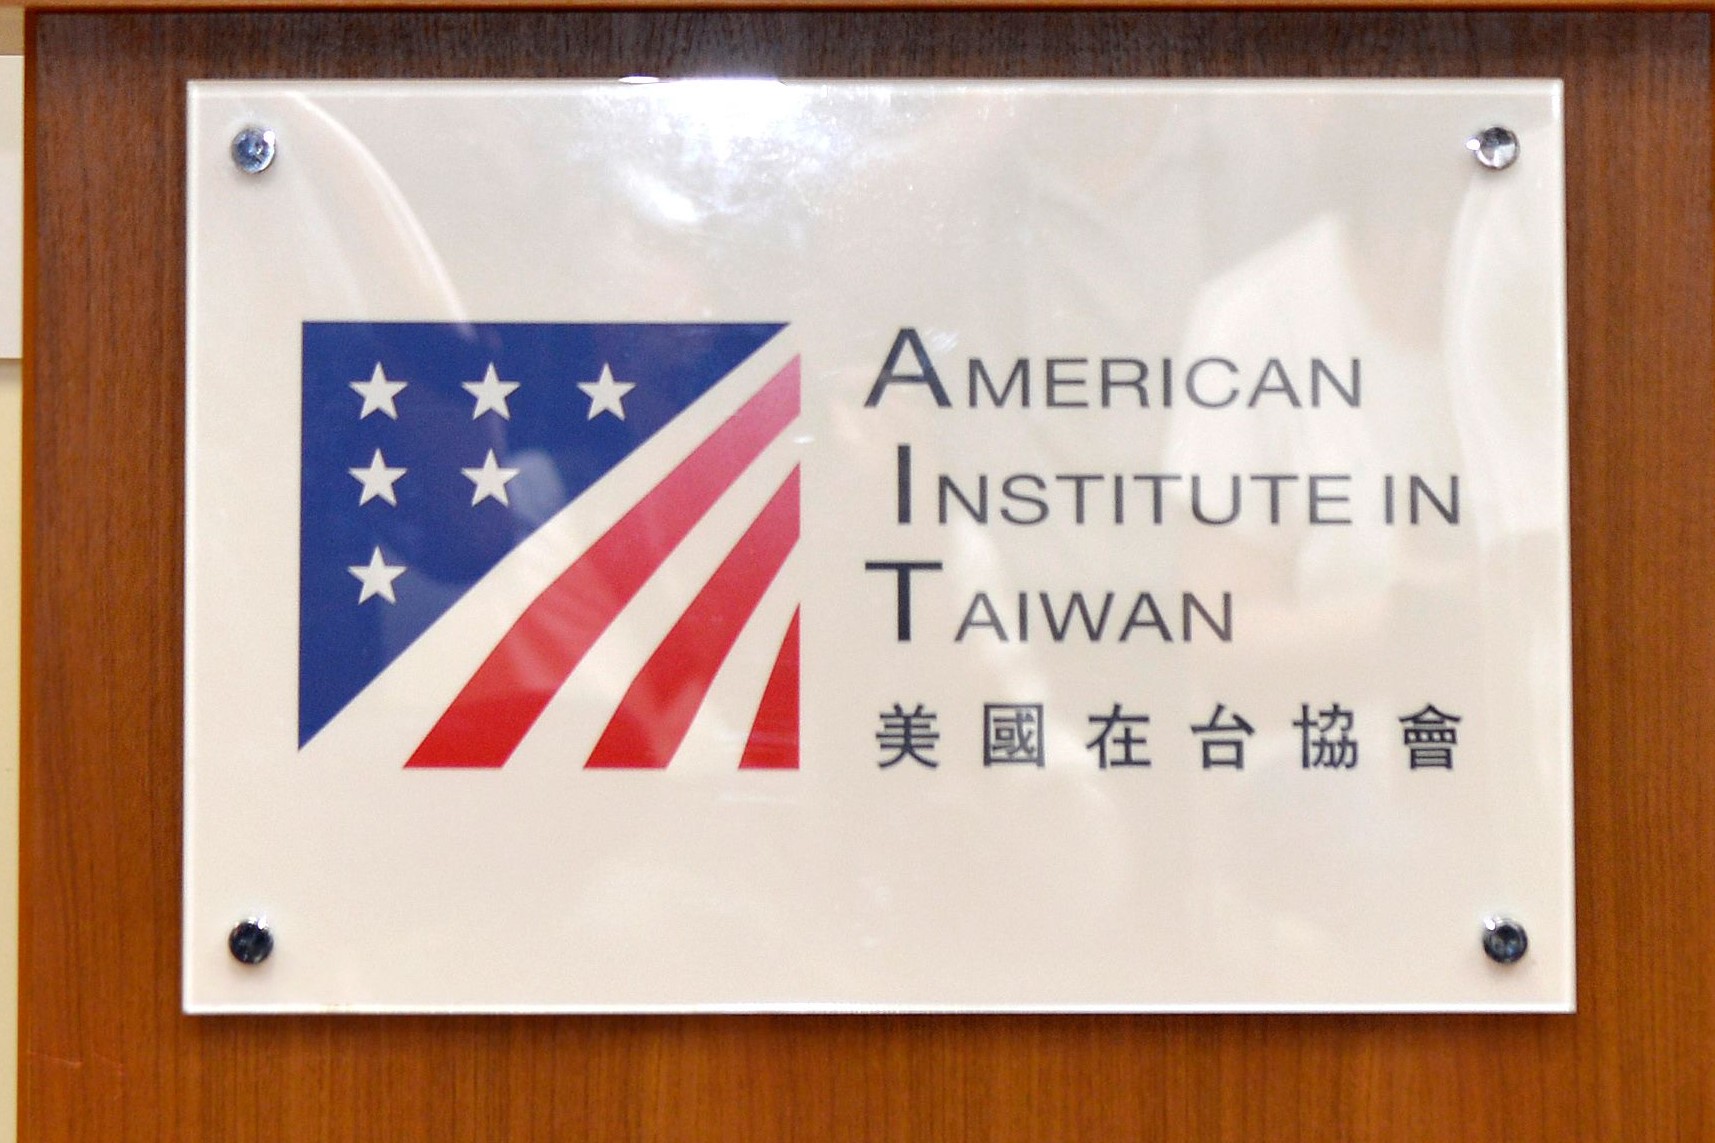 AMERICAN
INSTITUTE IN
TAIWAN
美國在台協會